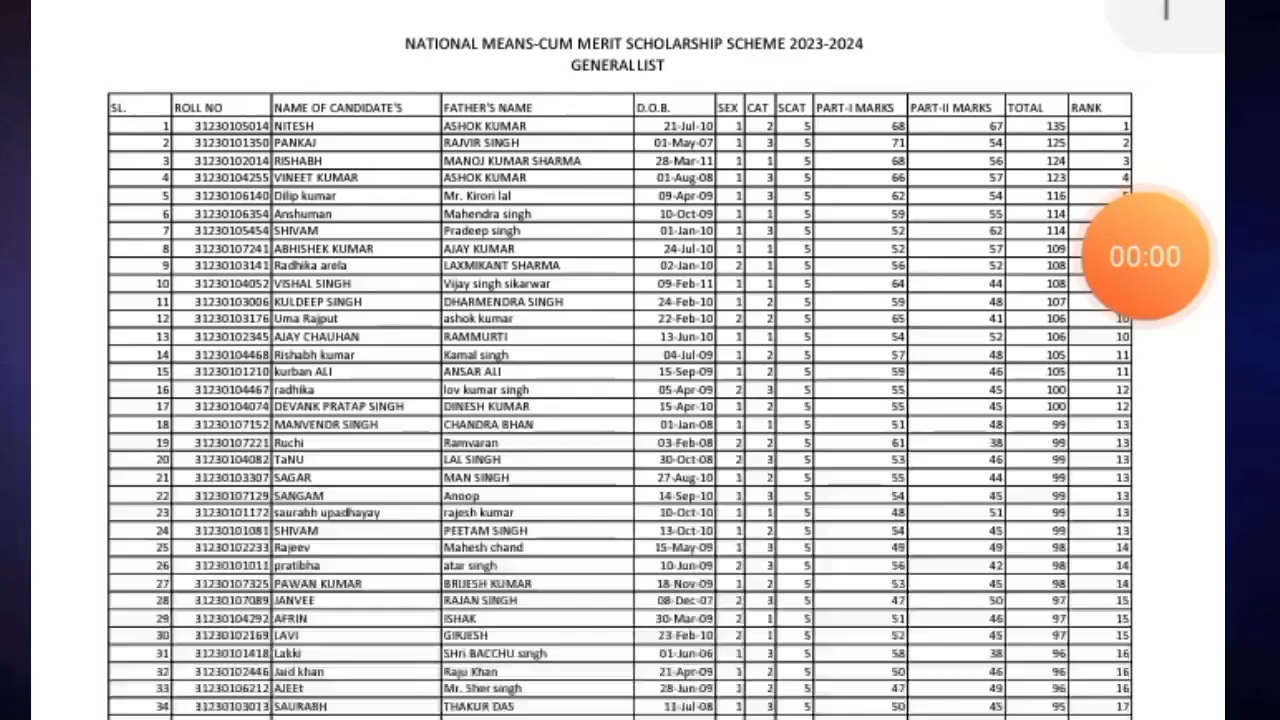 NATIONAL MEANS-CUM MERIT SCHOLARSHIP SCHEME 2023-2024
GENERAL LIST
SL. ROLL NO NAME OF CANDIDATE'S FATHER'S NAME D.O.B. SEX CAT SCAT PART-I MARKS PART-II MARKS TOTAL RANK
1 31230105014 NITESH ASHOK KUMAR 21-Jul-10 1 2 5 68 67 135 1
2 31230101350 PANKAJ RAJVIR SINGH 01-May-07 1 3 5 71 54 125 2
3 31230102014 RISHABH MANOJ KUMAR SHARMA 28-Mar-11 1 1 5 68 56 124 3
4 31230104255 VINEET KUMAR ASHOK KUMAR 01-Aug-08 1 3 5 66 57 123 4
5 31230106140 Dilip kumar Mr. Kirori lal 09-Apr-09 1 3 5 62 54 116
6 31230106354 Anshuman Mahendra singh 10-Oct-09 1 1 5 59 55 114
7 31230105454 SHIVAM Pradeep singh 01-Jan-10 1 3 5 52 62 114
8 31230107241 ABHISHEK KUMAR AJAY KUMAR 24-Jul-10 1 1 5 52 57 109
9 31230103141 Radhika arela LAXMIKANT SHARMA 02-Jan-10 2 1 5 56 52 108
00:00
10 31230104052 VISHAL SINGH Vijay singh sikarwar 09-Feb-11 1 1 5 64 44 108
11 31230103006 KULDEEP SINGH DHARMENDRA SINGH 24-Feb-10 1 2 5 59 48 107
12 31230103176 Uma Rajput ashok kumar 22-Feb-10 2 2 5 65 41 106 10
13 31230102345 AJAY CHAUHAN RAMMURTI 13-Jun-10 1 1 5 54 52 106 10
14 31230104468 Rishabh kumar Kamal singh 04-Jul-09 1 2 5 57 48 105 11
15 31230101210 kurban ALI ANSAR ALI 15-Sep-09 1 2 5 59 46 105 11
16 31230104467 radhika lov kumar singh 05-Apr-09 2 3 5 55 45 100 12
17 31230104074 DEVANK PRATAP SINGH DINESH KUMAR 15-Apr-10 1 2 5 55 45 100 12
18 31230107152 MANVENDR SINGH CHANDRA BHAN 01-Jan-08 1 1 5 51 48 99 13
19 31230107221 Ruchi Ramvaran 03-Feb-08 2 2 5 61 38 99 13
20 31230104082 TaNU LAL SINGH 30-Oct-08 2 3 5 53 46 99 13
21 31230103307 SAGAR MAN SINGH 27-Aug-10 1 2 5 55 44 99 13
22 31230107129 SANGAM Anoop 14-Sep-10 1 3 5 54 45 99 13
23 31230101172 saurabh upadhayay rajesh kumar 10-Oct-10 1 1 5 48 51 99 13
24 31230101081 SHIVAM PEETAM SINGH 13-Oct-10 1 2 5 54 45 99 13
25 31230102233 Rajeev Mahesh chand 15-May-09 1 3 5 49 49 98 14
26 31230101011 pratibha atar singh 10-Jun-09 2 3 5 56 42 98 14
27 31230107325 PAWAN KUMAR BRIJESH KUMAR 18-Nov-09 1 2 5 53 45 98 14
28 31230107089 JANVEE RAJAN SINGH 08-Dec-07 2 3 5 47 50 97 15
29 31230104292 AFRIN ISHAK 30-Mar-09 2 1 5 51 46 97 15
30 31230102169 LAVI GIRJESH 23-Feb-10 2 1 5 52 45 97 15
31 31230101418 Lakki SHri BACCHU singh 01-Jun-06 1 3 5 58 38 96 16
32 31230102446 Jaid khan Raju Khan 21-Apr-09 1 2 5 50 46 96 16
33 31230106212 AJEEt Mr. Sher singh 28-Jun-09 1 2 5 47 49 96 16
34 31230103013 SAURABH THAKUR DAS 11-Jul-08 1 3 5 50 45 95 17